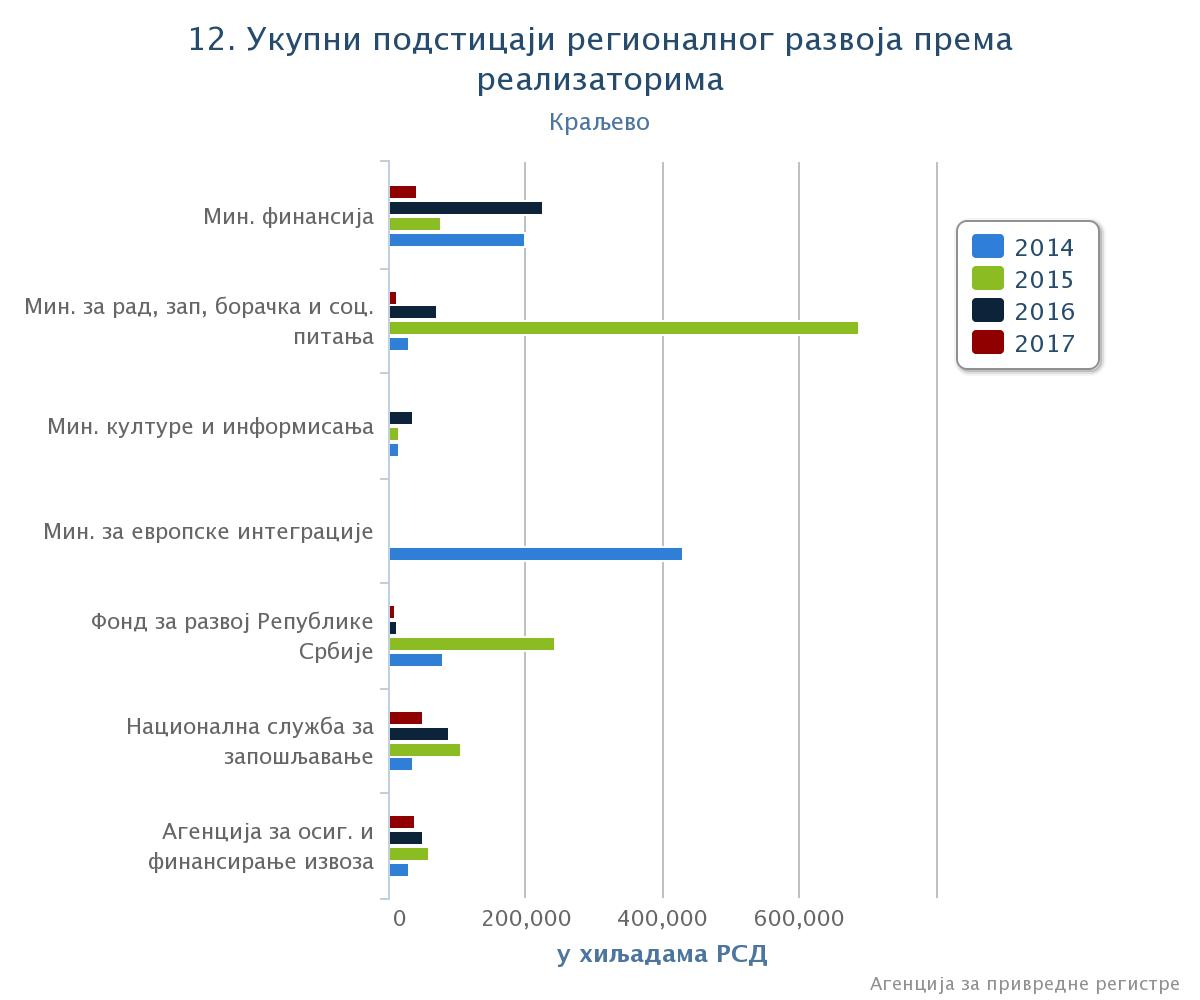 12. Укупни подстицаји регионалног развоја према
реализаторима
Краљево
Мин. финансија
Мин. за рад, зап, борачка и соц.
питања
Мин. културе и информисања
Мин. за европске интеграције
Фонд за развој Републике
Србије
Национална служба за
запошљавање
Агенција за осиг. и
финансирање извоза
2014
2015
2016
2017
0 200,000 400,000 600,000
у хиљадама РСД
Агенција за привредне регистре